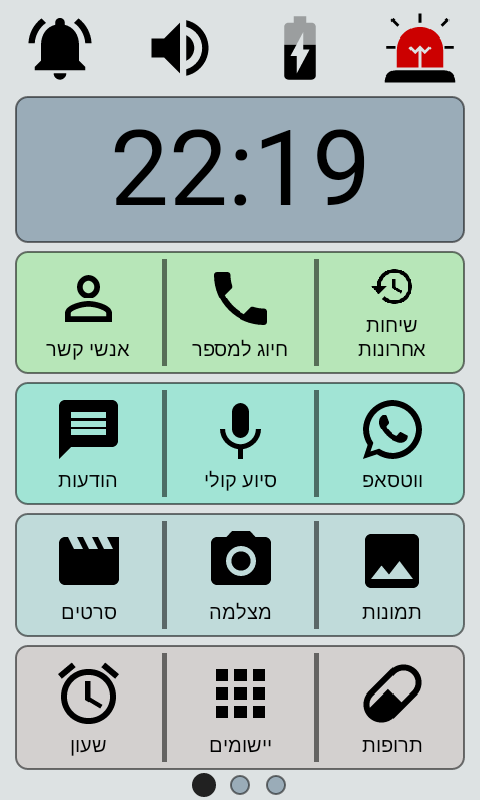 22:19
שיחות
אחרונות
חיוג למספר
אנשי קשר
ווטסאפ
סיוע קולי
הודעות
תמונות
מצלמה
סרטים
תרופות
יישומים
שעון